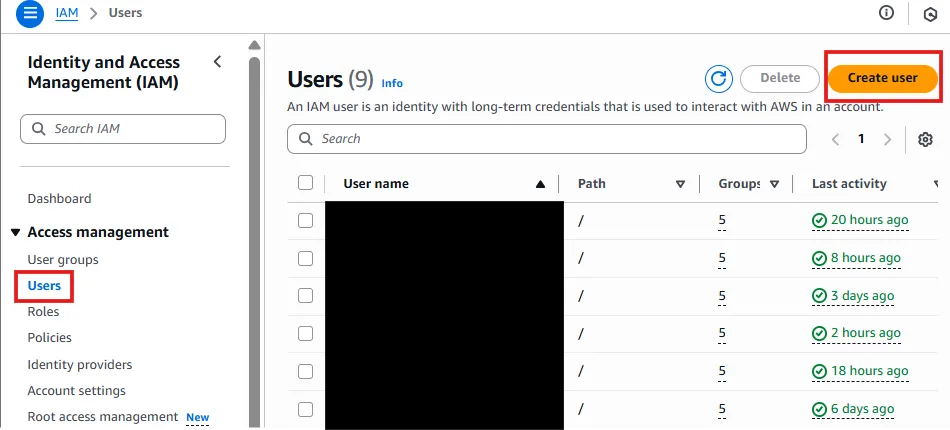 IAM > Users
Identity and Access
Management (IAM)
Search IAM
Dashboard
Access management
User groups
Users
Roles
Policies
Identity providers
Account settings
Root access management New
Users (9) Info
Delete
Create user
An IAM user is an identity with long-term credentials that is used to interact with AWS in an account.
Search
1
User name Path Groups Last activity
/ 5 20 hours ago
/ 5 8 hours ago
/ 5 3 days ago
/ 5 2 hours ago
/ 5 18 hours ago
/ 5 6 days ago